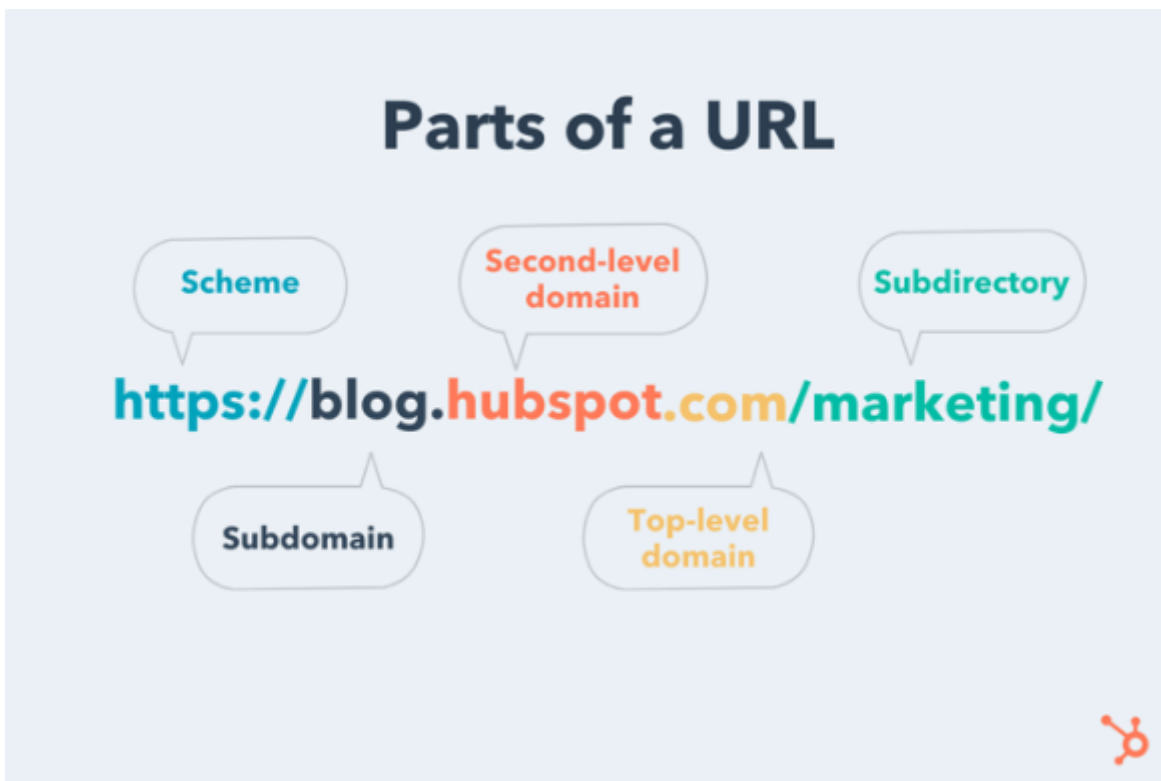 Parts of a URL
Scheme
Second-level
domain
Subdirectory
https://blog.hubspot.com/marketing/
Subdomain
Top-level
domain